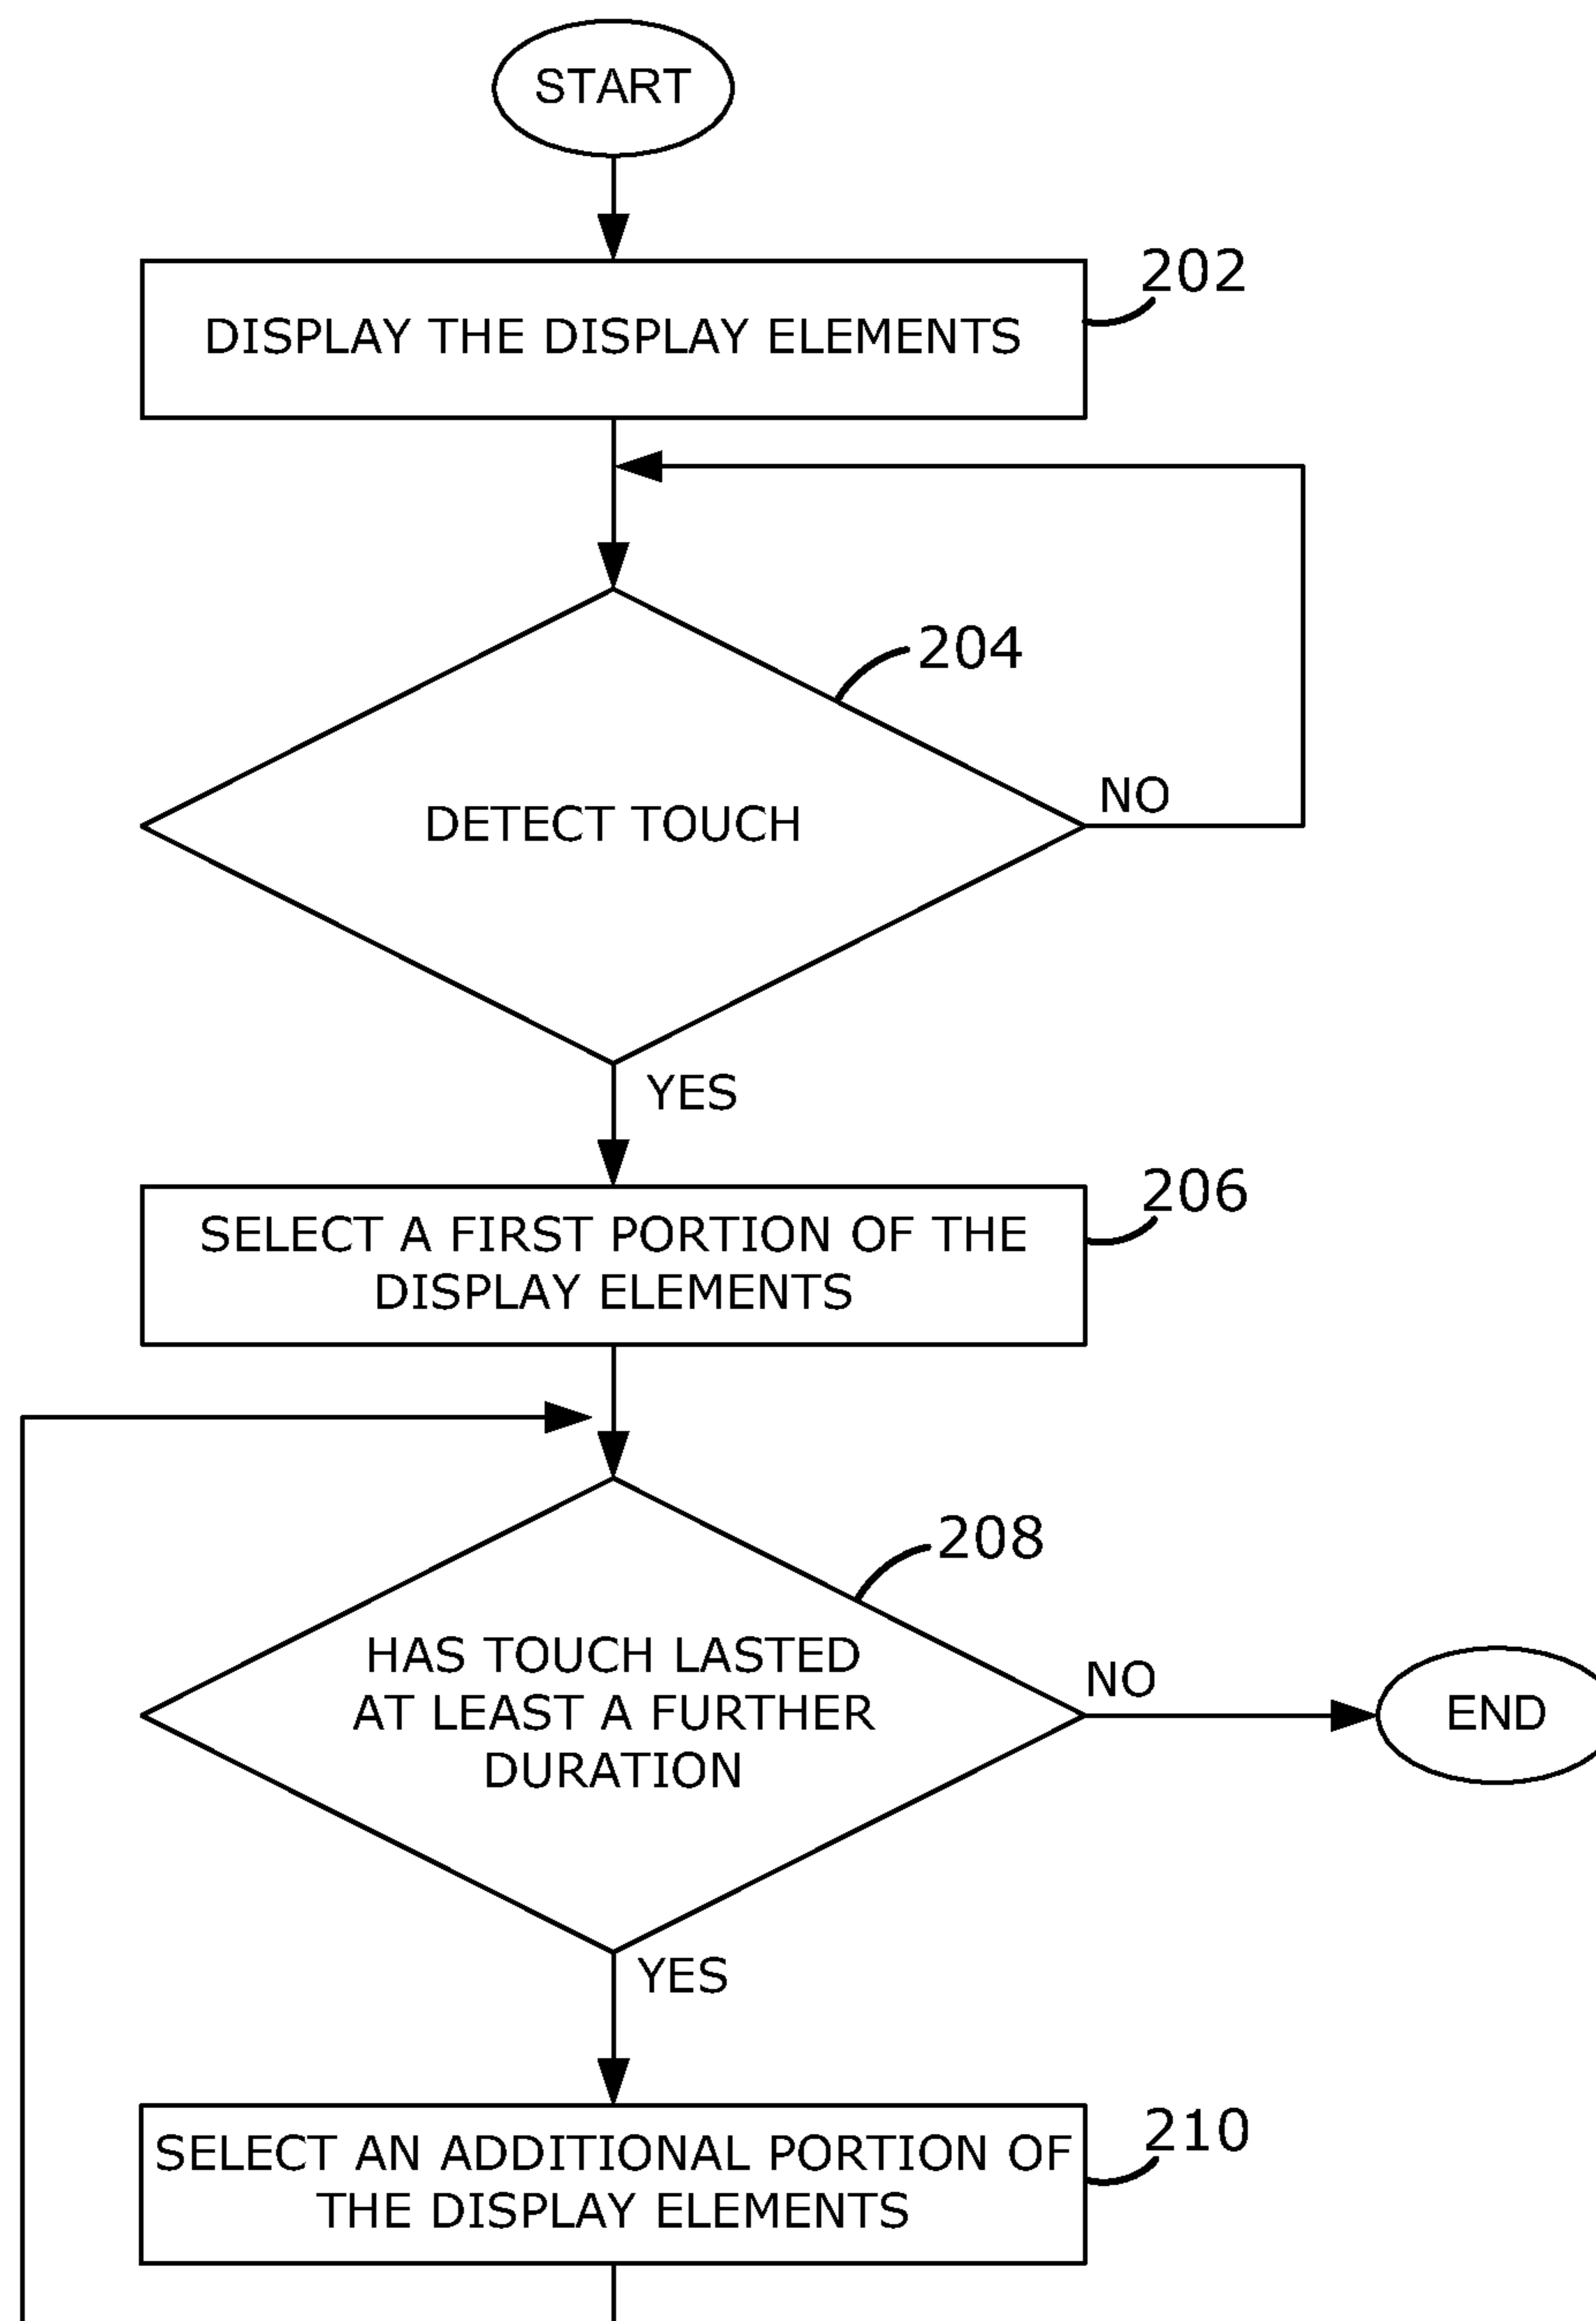 START
DISPLAY THE DISPLAY ELEMENTS
202
204
DETECT TOUCH
NO
YES
SELECT A FIRST PORTION OF THE
DISPLAY ELEMENTS
206
208
HAS TOUCH LASTED
AT LEAST A FURTHER
DURATION
NO
END
YES
SELECT AN ADDITIONAL PORTION OF
THE DISPLAY ELEMENTS
210